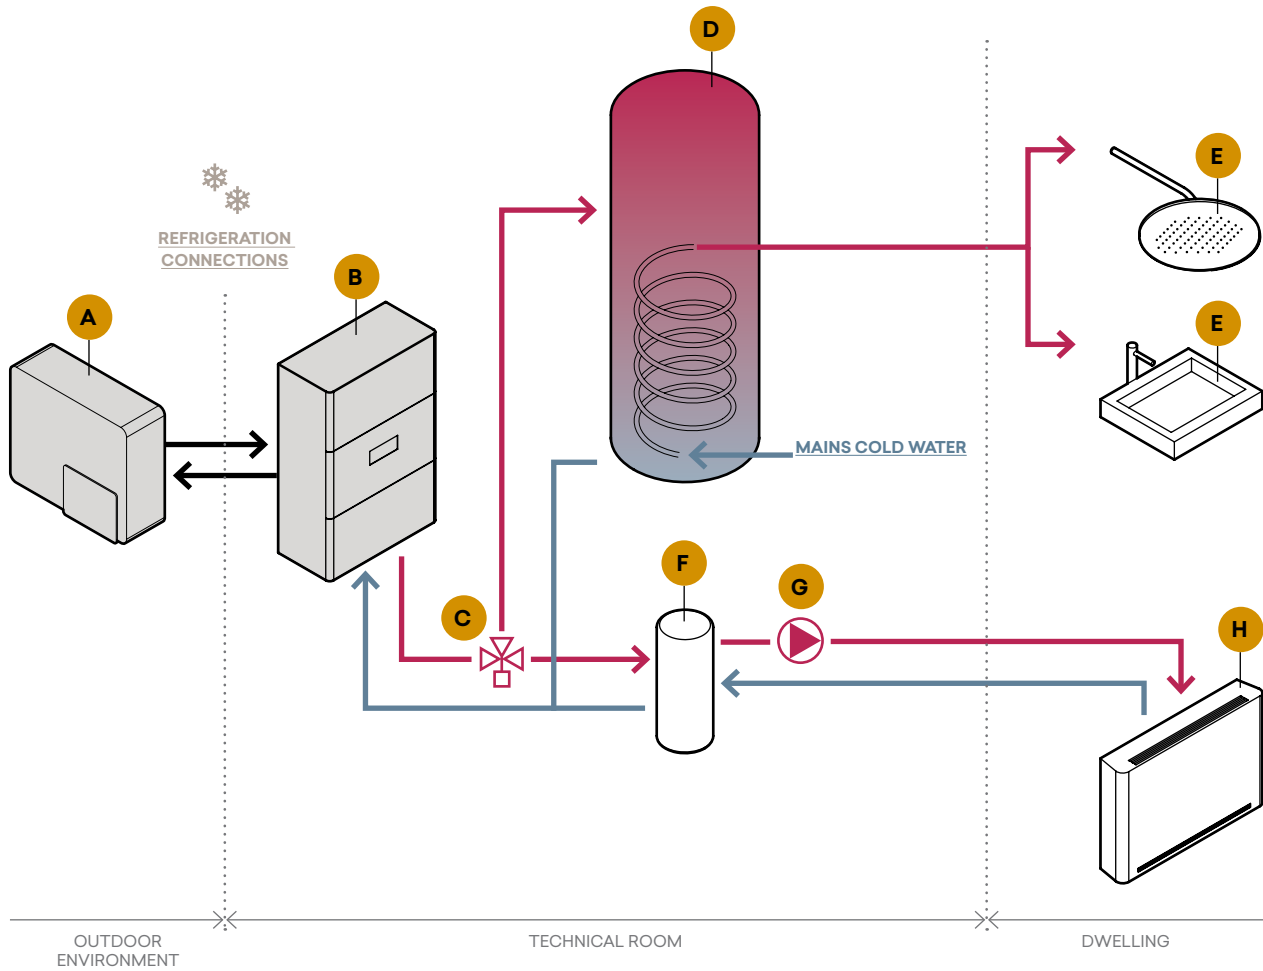 D
E
REFRIGERATION
CONNECTIONS
B
A
E
MAINS COLD WATER
F
G
C
H
OUTDOOR
ENVIRONMENT
TECHNICAL ROOM
DWELLING